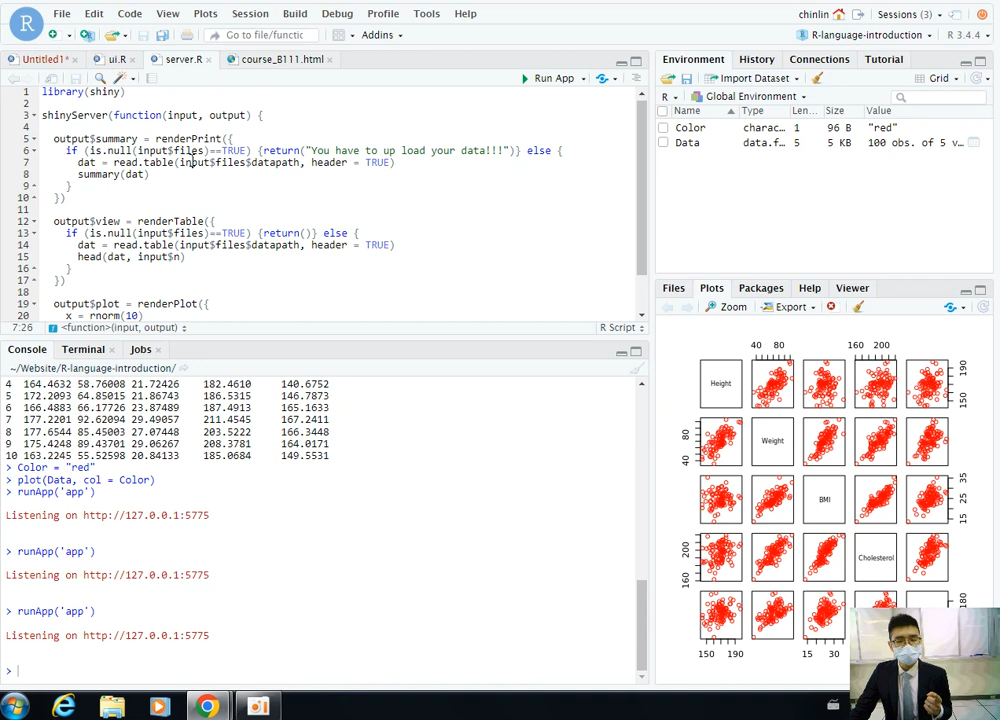 File Edit Code View Plots Session Build Debug Profile Tools Help
chinlin
Sessions (3)
R
Go to file/function
Addins
R-language-introduction
R 3.4.4
Untitled1*
ui.R
server.R
course_B111.html
Run App
1 library(shiny)
2
3 shinyServer(function(input, output) {
4
5 output$summary = renderPrint({
6 if (is.null(input$files)==TRUE) {return("You have to up load your data!!!")} else {
7 dat = read.table(input$files$datapath, header = TRUE)
8 summary(dat)
9 }
10 })
11
12 output$view = renderTable({
13 if (is.null(input$files)==TRUE) {return()} else {
14 dat = read.table(input$files$datapath, header = TRUE)
15 head(dat, input$n)
16 }
17 })
18
19 output$plot = renderPlot({
20 x = rnorm(10)
7:26 <function>(input, output)
R Script
Console Terminal Jobs
~/Website/R-language-introduction/
4 164.4632 58.76008 21.72426 182.4610 140.6752
5 172.2093 64.85015 21.86743 186.5315 146.7873
6 166.4883 66.17726 23.87489 187.4913 165.1633
7 177.2201 92.62094 29.49057 211.4545 167.2411
8 177.6544 85.45003 27.07448 203.5222 166.3448
9 175.4248 89.43701 29.06267 208.3781 164.0171
10 163.2245 55.52598 20.84133 185.0684 149.5531
> Color = "red"
> plot(Data, col = Color)
> runApp('app')
Listening on http://127.0.0.1:5775
> runApp('app')
Listening on http://127.0.0.1:5775
> runApp('app')
Listening on http://127.0.0.1:5775
>
Environment History Connections Tutorial
Import Dataset
Grid
R
Global Environment
Name Type Len... Size Value
Color charac... 1 96 B "red"
Data data.f... 5 5 KB 100 obs. of 5 v...
Files Plots Packages Help Viewer
Zoom
Export
40 80 160 200
Height
150 190
Weight
40 80
BMI
15 25 35
Cholesterol
160 200
180
150 190 15 30